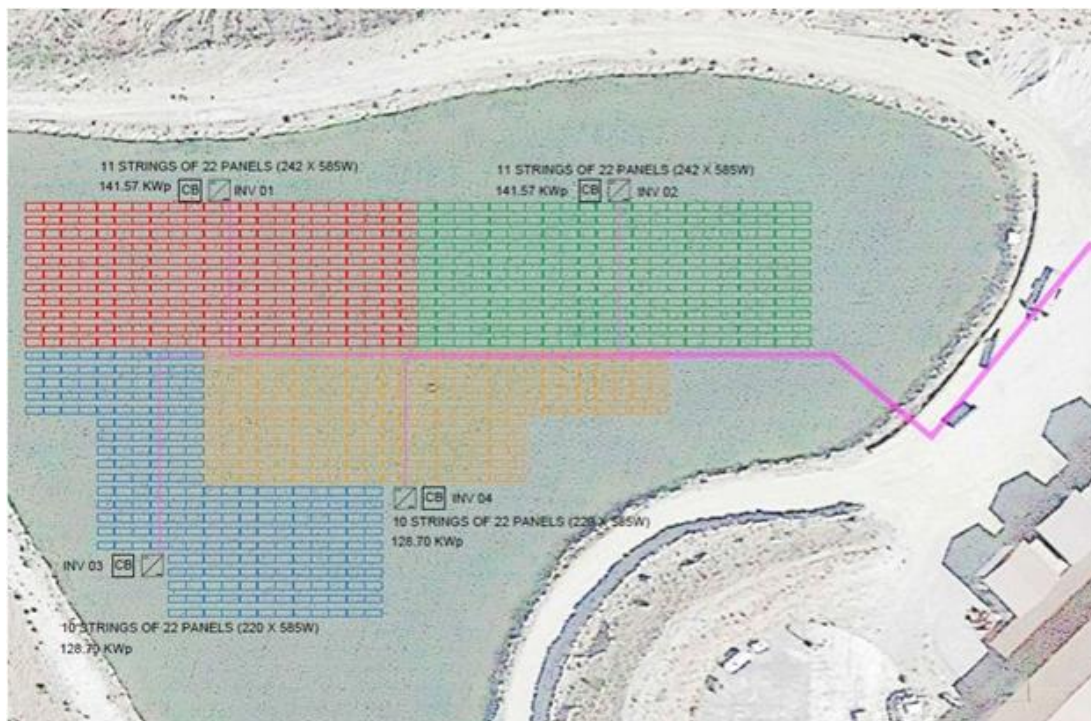 11 STRINGS OF 22 PANELS (242 X 585W)
141.57 KWp CB INV 01
11 STRINGS OF 22 PANELS (242 X 585W)
141.57 KWp CB INV 02
CB INV 04
10 STRINGS OF 22 PANELS (220 X 585W)
128.70 KWp
INV 03 CB
10 STRINGS OF 22 PANELS (220 X 585W)
128.70 KWp